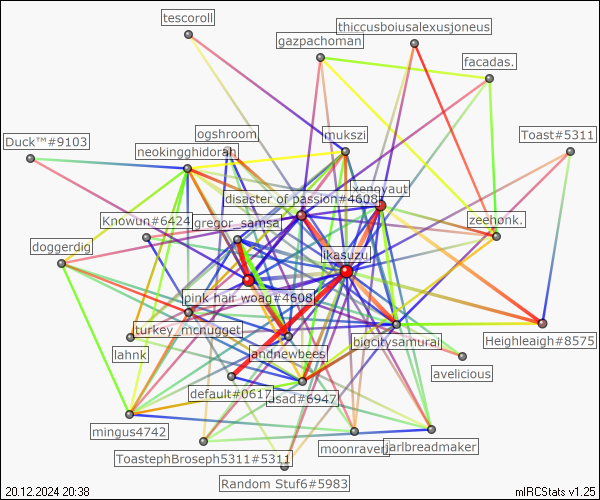 tescoroll
thiccusboiusalexusjoneus
gazpachoman
facadas.
ogshroom
mukszi
Toast#5311
Duck™#9103
neokingghidorah
xengyaut
disaster of passion#4608
Knowun#6424
gregor_samsa
zeehonk.
doggerdig
ikasuzu
pink hair woag#4608
turkey_mcnugget
lahnk
andnewbees
bigcitysamurai
Heighleaigh#8575
avelicious
default#0617
asad#6947
mingus4742
moonraven
jarlbreadmaker
ToastephBroseph5311#5311
Random Stuf6#5983
20.12.2024 20:38
mIRCStats v1.25